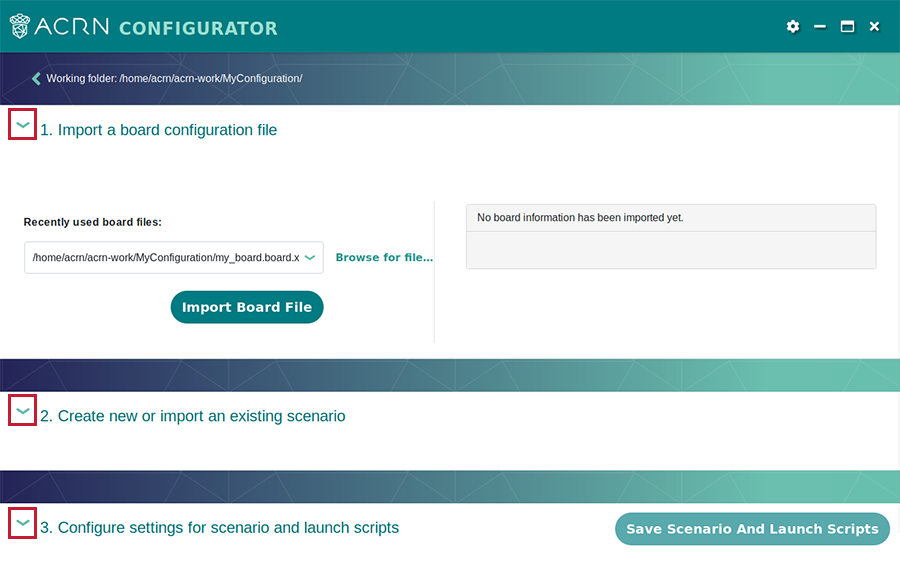 ACRN CONFIGURATOR
Working folder: /home/acrn/acrn-work/MyConfiguration/
1. Import a board configuration file
Recently used board files:
/home/acrn/acrn-work/MyConfiguration/my_board.board.x
Browse for file...
Import Board File
No board information has been imported yet.
2. Create new or import an existing scenario
3. Configure settings for scenario and launch scripts
Save Scenario And Launch Scripts